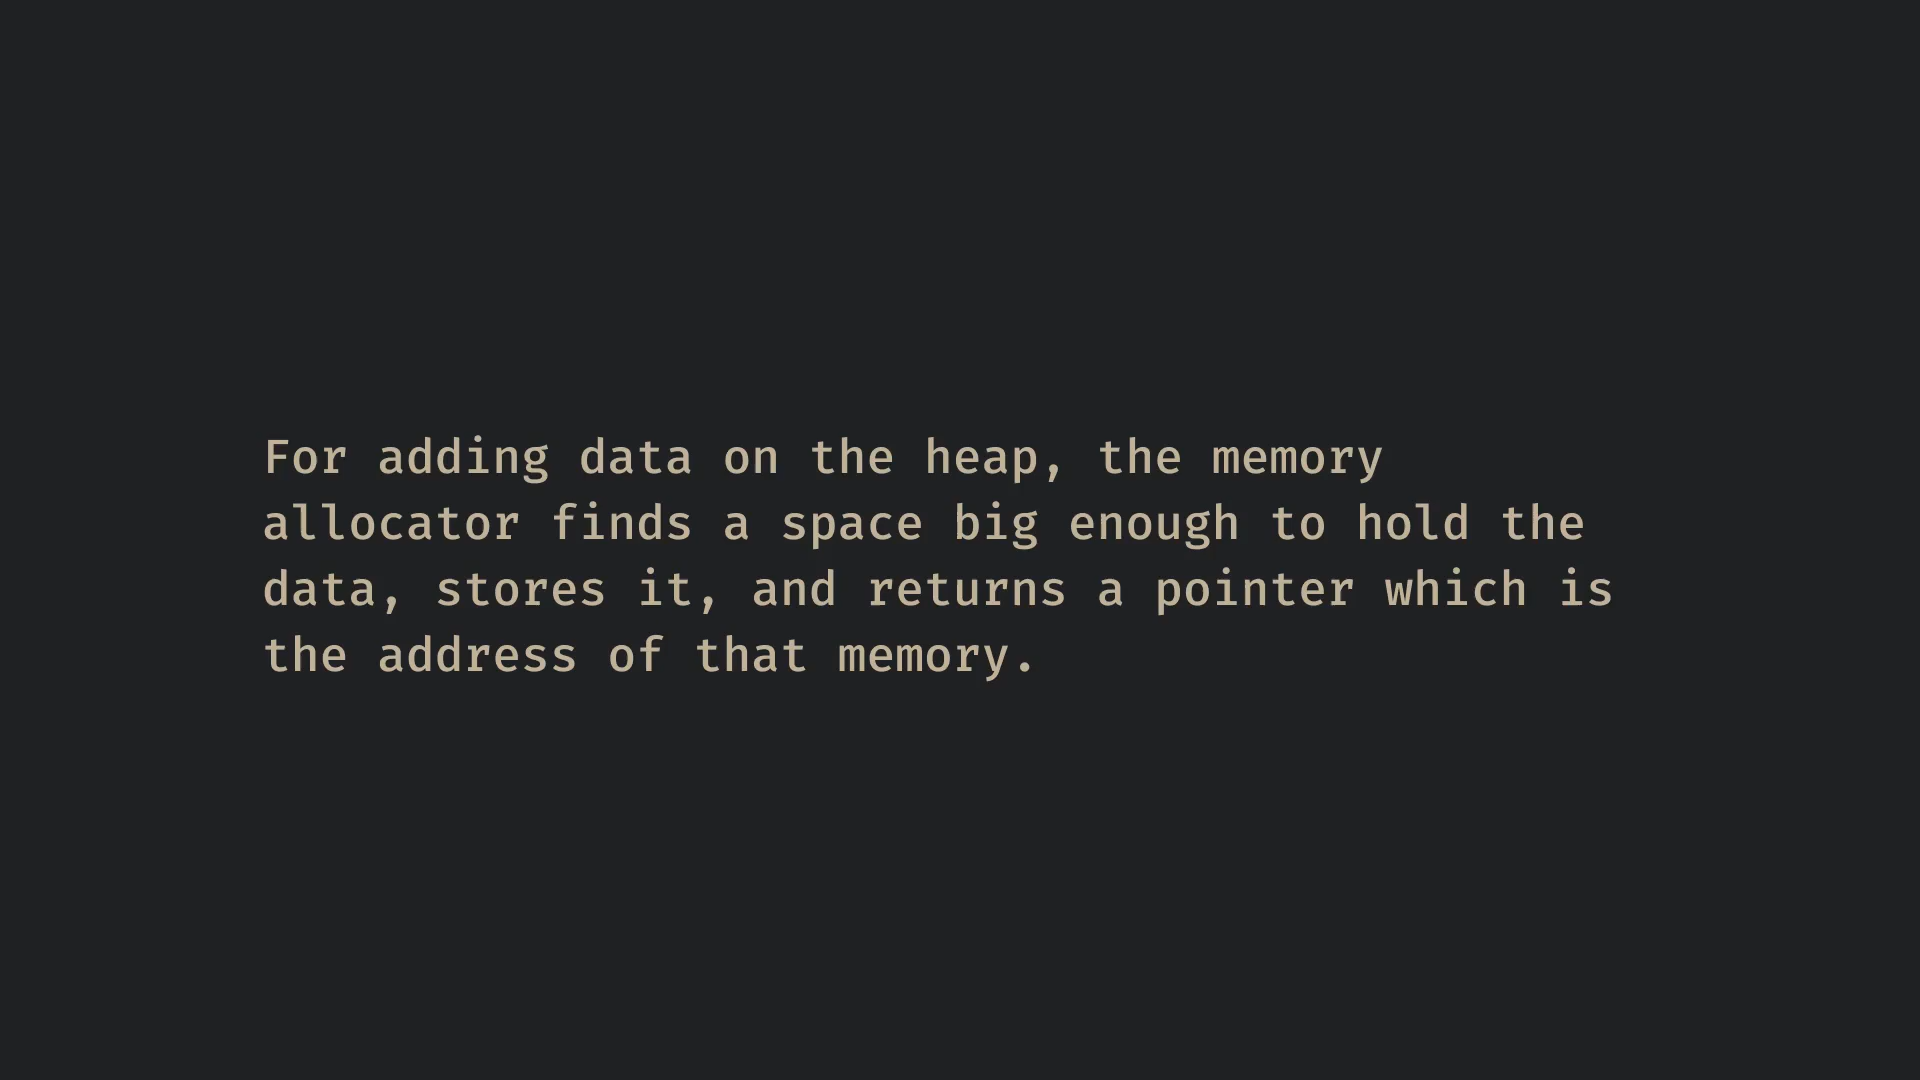 For adding data on the heap, the memory
allocator finds a space big enough to hold the
data, stores it, and returns a pointer which is
the address of that memory.